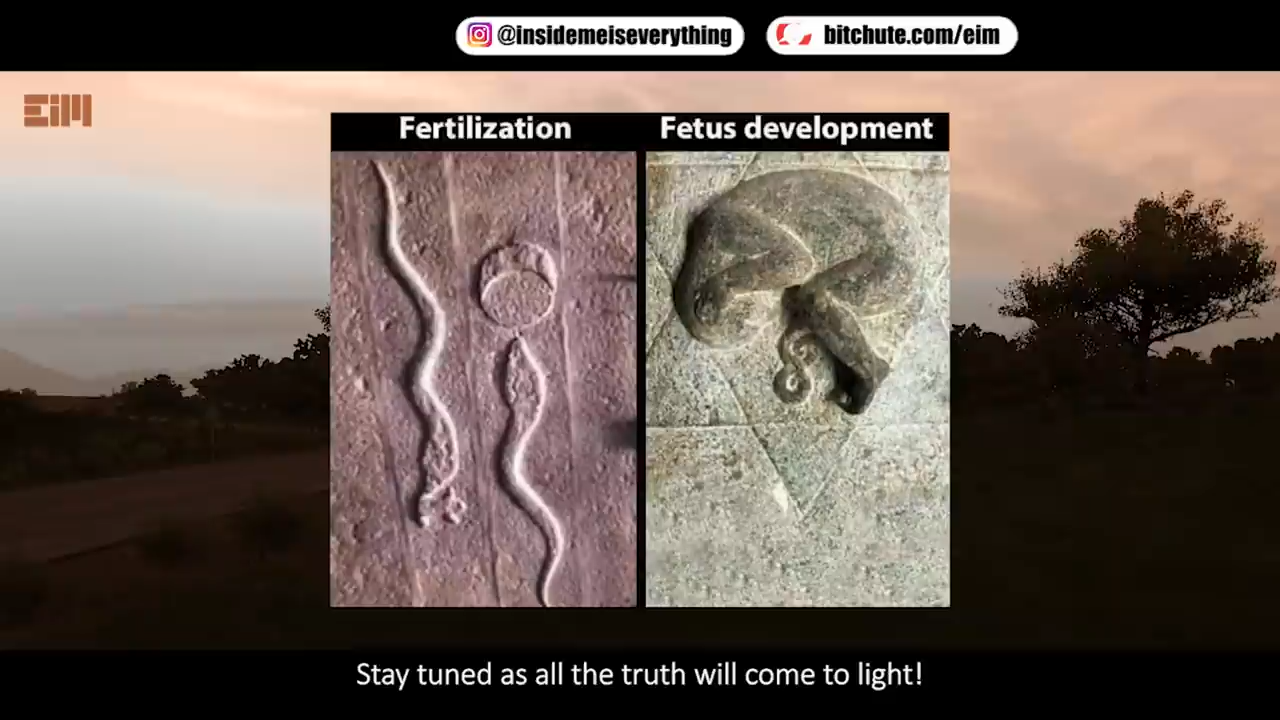 @insidemeiseverything
bitchute.com/eim
EiM
Fertilization
Fetus development
Stay tuned as all the truth will come to light!